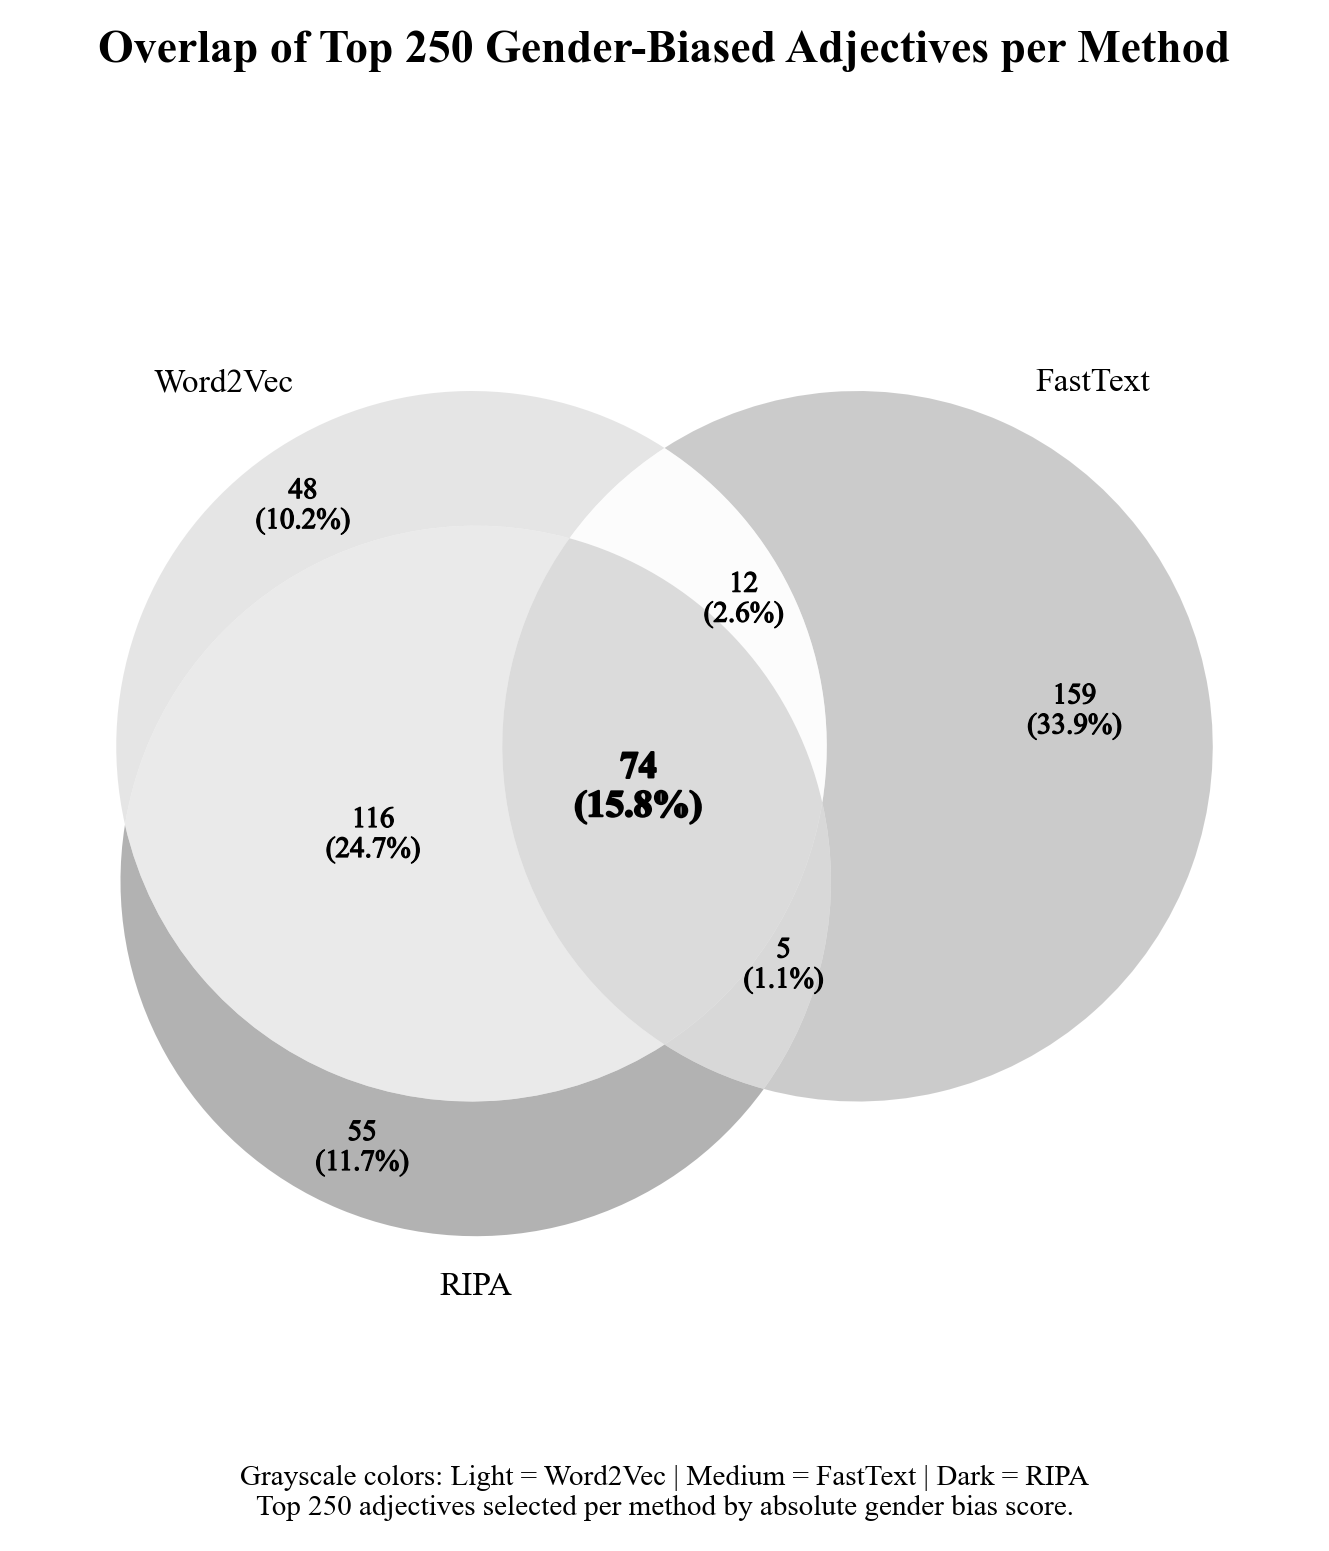 Overlap of Top 250 Gender-Biased Adjectives per Method
Word2Vec
FastText
48
(10.2%)
12
(2.6%)
159
(33.9%)
74
(15.8%)
116
(24.7%)
5
(1.1%)
55
(11.7%)
RIPA
Grayscale colors: Light = Word2Vec | Medium = FastText | Dark = RIPA
Top 250 adjectives selected per method by absolute gender bias score.